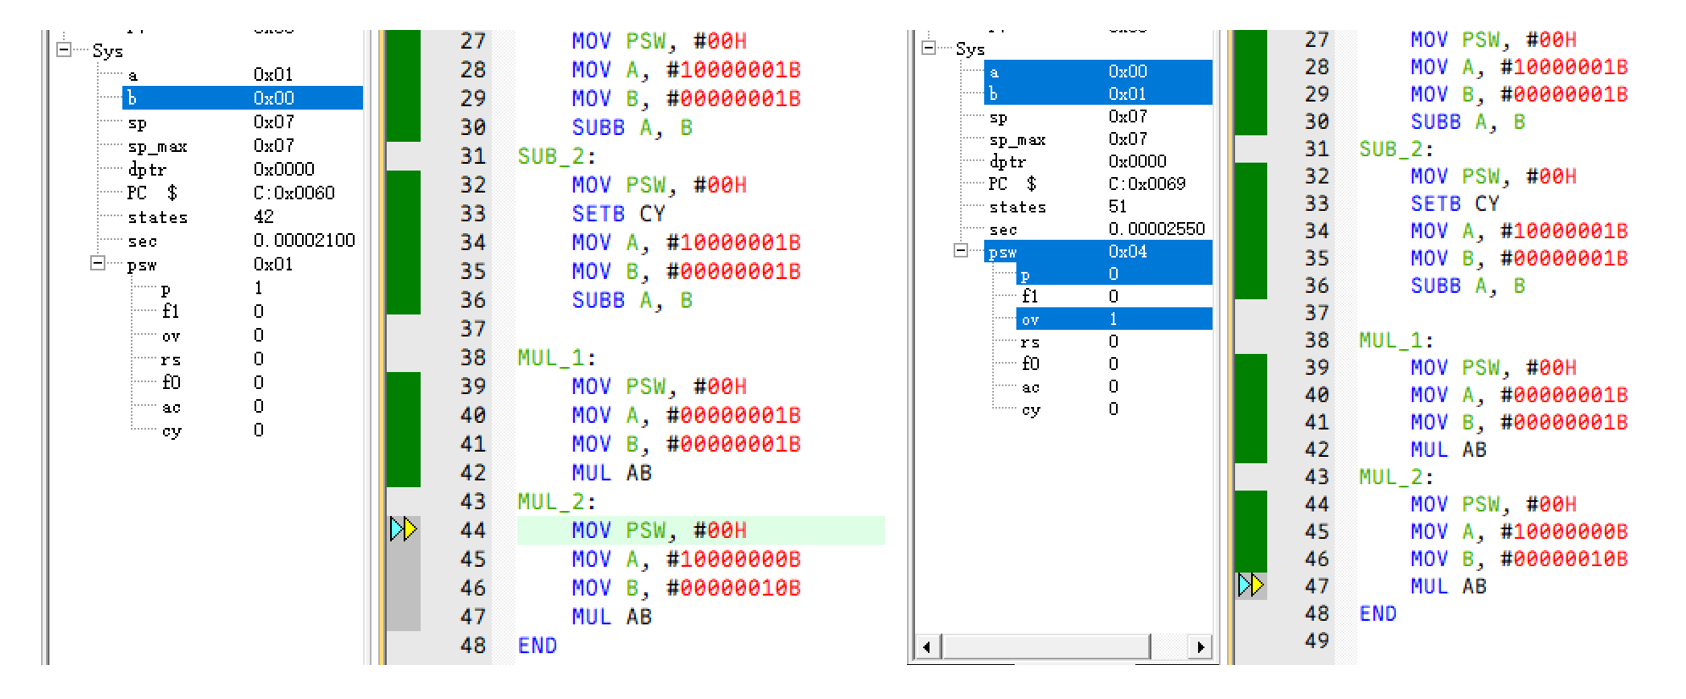 Sys
a 0x01
b 0x00
sp 0x07
sp_max 0x07
dptr 0x0000
PC $ C:0x0060
states 42
sec 0.00002100
psw 0x01
p 1
f1 0
ov 0
rs 0
f0 0
ac 0
cy 0
27 MOV PSW, #00H
28 MOV A, #10000001B
29 MOV B, #00000001B
30 SUBB A, B
31 SUB_2:
32 MOV PSW, #00H
33 SETB CY
34 MOV A, #10000001B
35 MOV B, #00000001B
36 SUBB A, B
37
38 MUL_1:
39 MOV PSW, #00H
40 MOV A, #00000001B
41 MOV B, #00000001B
42 MUL AB
43 MUL_2:
44 MOV PSW, #00H
45 MOV A, #10000000B
46 MOV B, #00000010B
47 MUL AB
48 END
Sys
a 0x00
b 0x01
sp 0x07
sp_max 0x07
dptr 0x0000
PC $ C:0x0069
states 51
sec 0.00002550
psw 0x04
p 0
f1 0
ov 1
rs 0
f0 0
ac 0
cy 0
27 MOV PSW, #00H
28 MOV A, #10000001B
29 MOV B, #00000001B
30 SUBB A, B
31 SUB_2:
32 MOV PSW, #00H
33 SETB CY
34 MOV A, #10000001B
35 MOV B, #00000001B
36 SUBB A, B
37
38 MUL_1:
39 MOV PSW, #00H
40 MOV A, #00000001B
41 MOV B, #00000001B
42 MUL AB
43 MUL_2:
44 MOV PSW, #00H
45 MOV A, #10000000B
46 MOV B, #00000010B
47 MUL AB
48 END
49